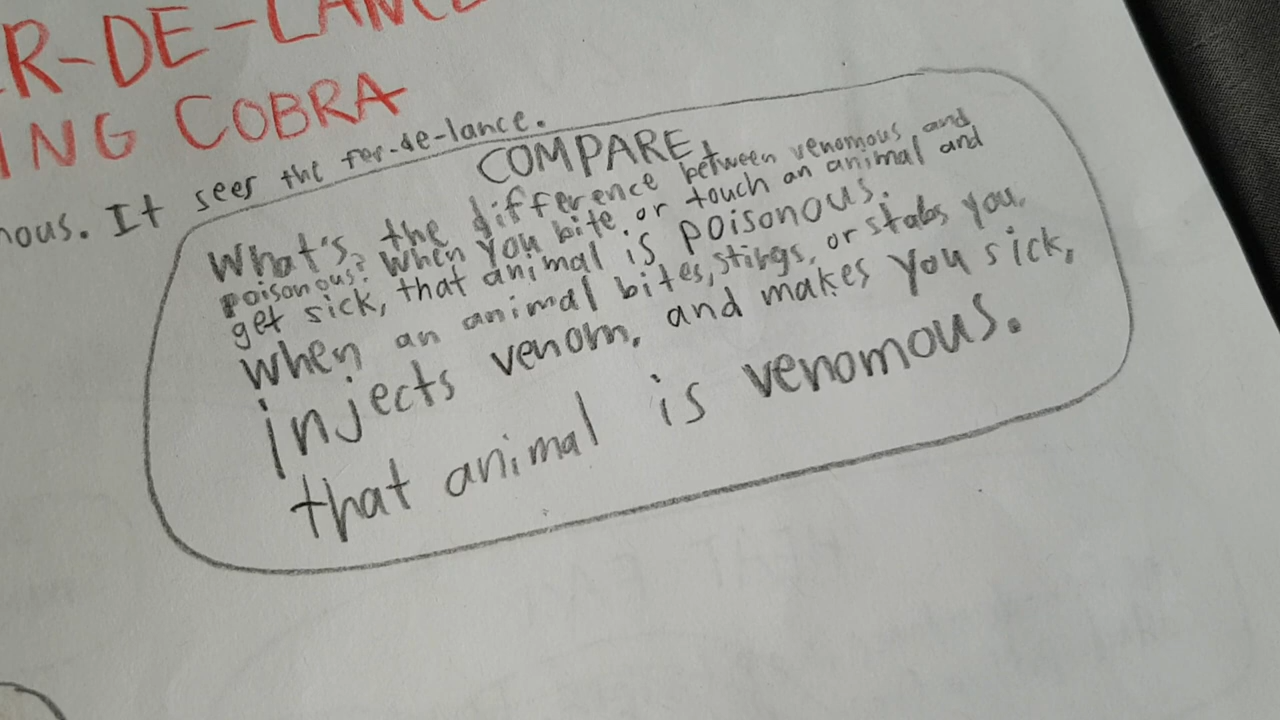 ER-DE-LANCE
ING COBRA
nous. It sees the fer-de-lance.
COMPARE
What's the difference between venomous, and
poisonous? When you bite, or touch an animal and
get sick, that animal is poisonous.
When an animal bites, stings, or stabs you,
injects venom, and makes you sick,
that animal is venomous.